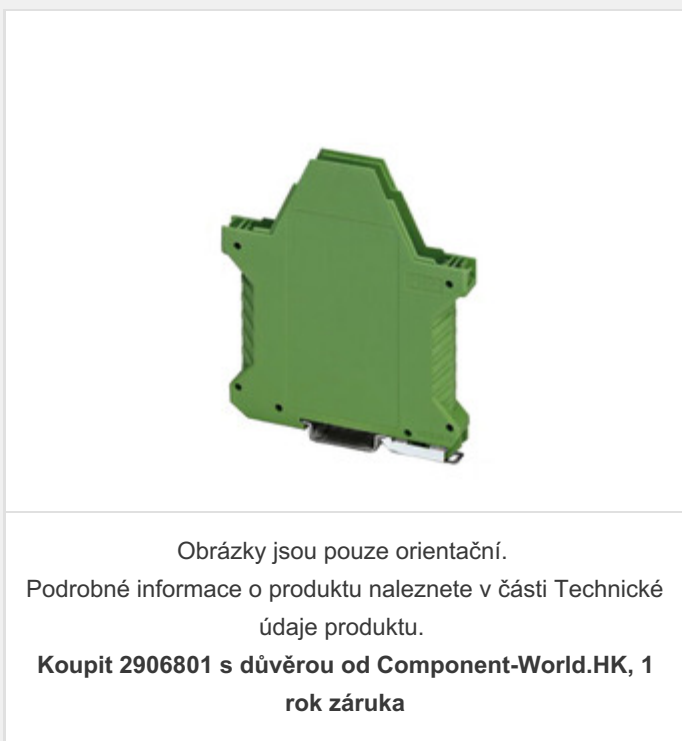 Obrázky jsou pouze orientační.
Podrobné informace o produktu naleznete v části Technické
údaje produktu.
Koupit 2906801 s důvěrou od Component-World.HK, 1
rok záruka